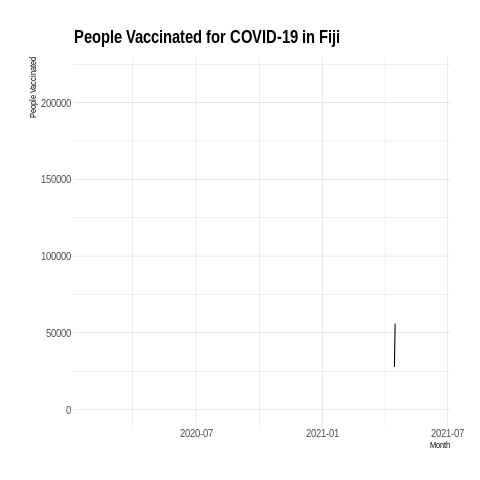 People Vaccinated for COVID-19 in Fiji
People Vaccinated
200000
150000
100000
50000
0
2020-07
2021-01
2021-07
Month